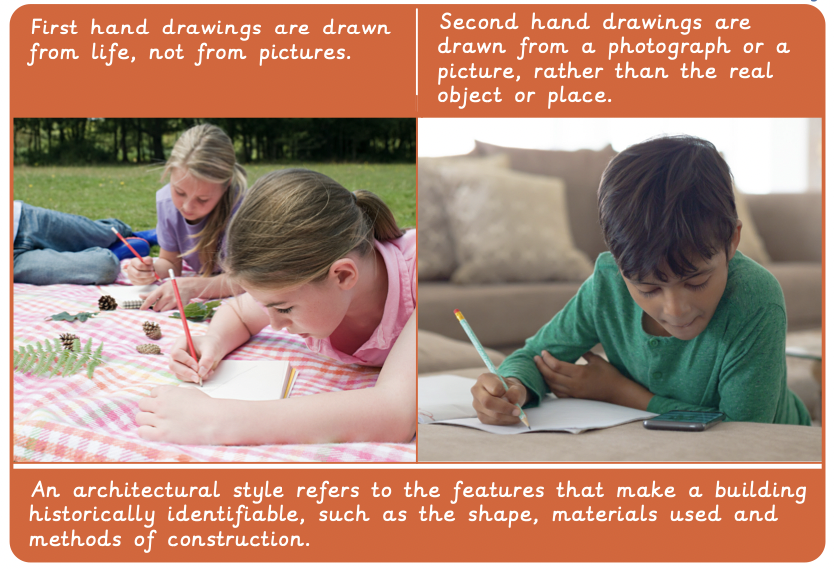 First hand drawings are drawn
from life, not from pictures.
Second hand drawings are
drawn from a photograph or a
picture, rather than the real
object or place.
An architectural style refers to the features that make a building
historically identifiable, such as the shape, materials used and
methods of construction.